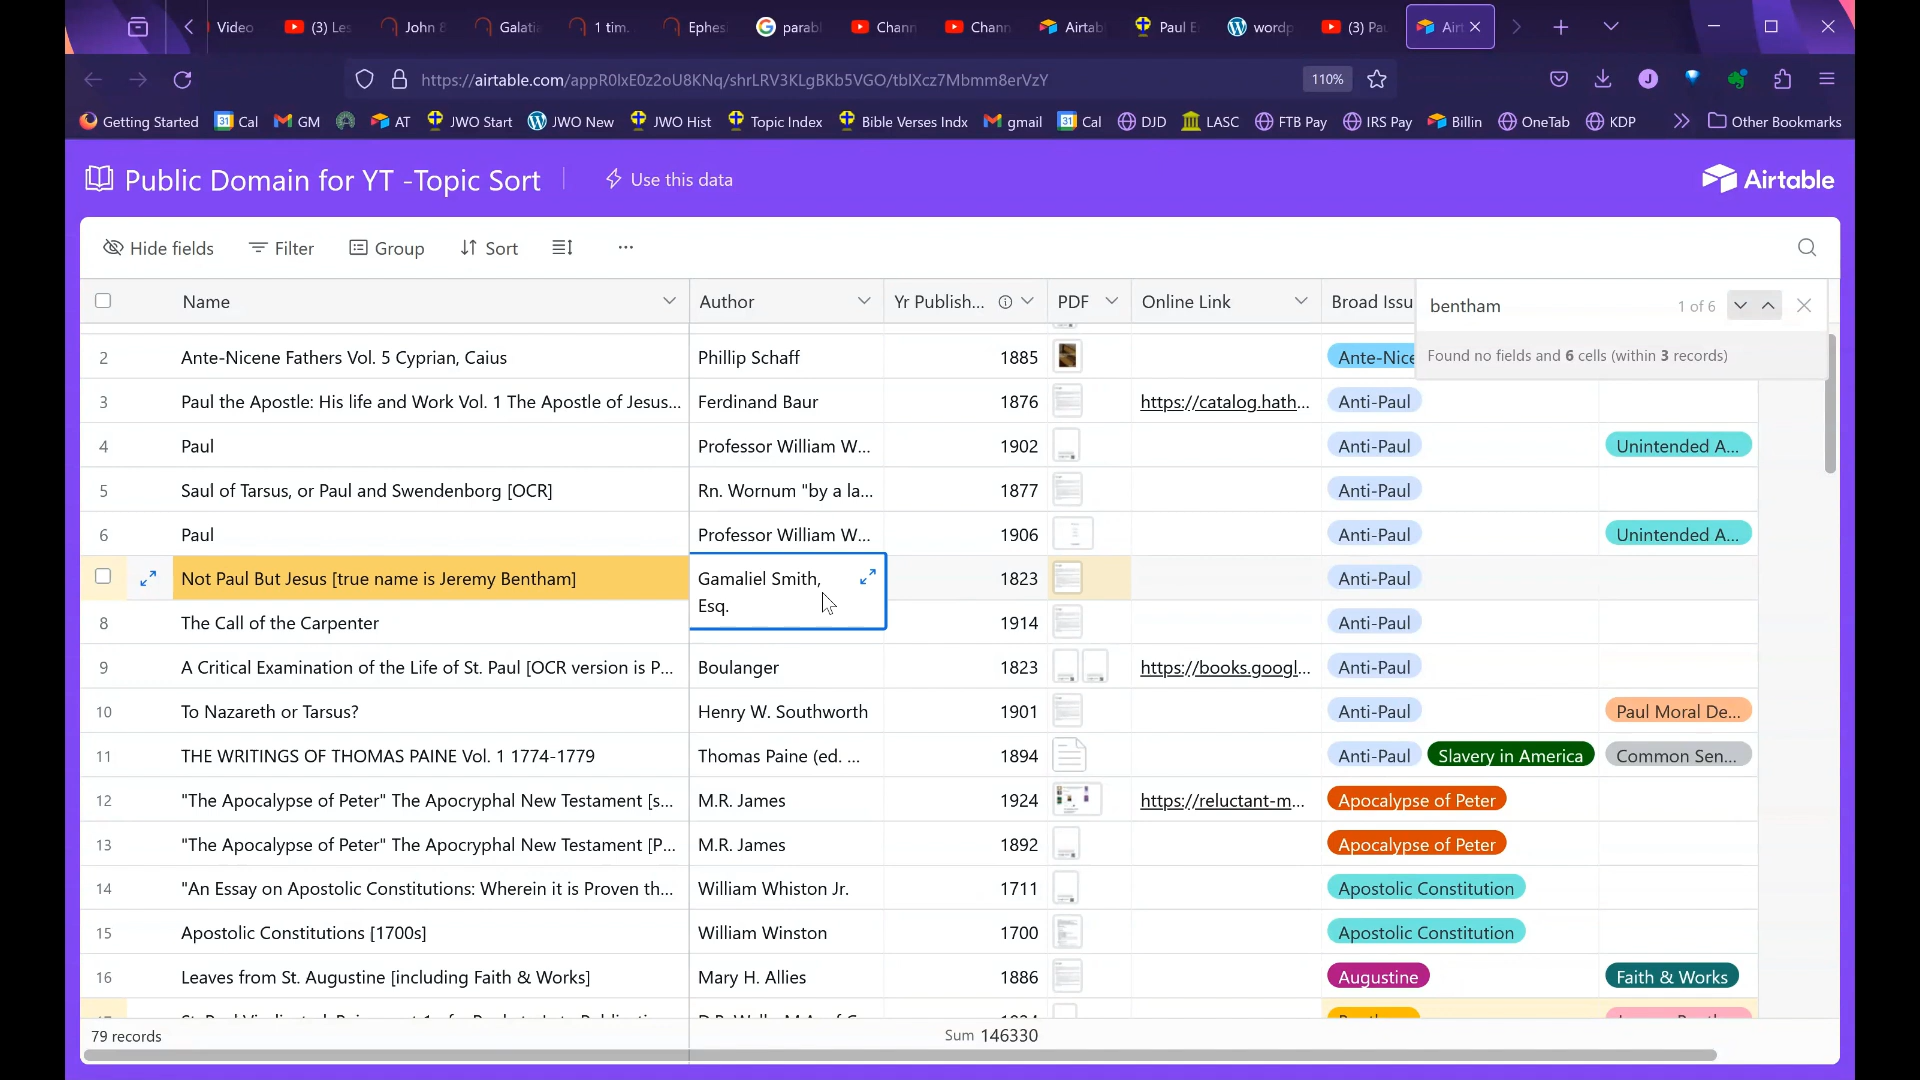 Video
(3) Les
John 8
Galati
1 tim.
Ephes
parabl
Chann
Chann
Airtab
Paul E
wordp
(3) Pau
Airt
https://airtable.com/appR0lxE0z2oU8KNq/shrLRV3KLgBKb5VGO/tblXcz7Mbmm8erVzY
110%
J
Getting Started
31 Cal
GM
AT
JWO Start
JWO New
JWO Hist
Topic Index
Bible Verses Indx
gmail
31 Cal
DJD
LASC
FTB Pay
IRS Pay
Billin
OneTab
KDP
Other Bookmarks
Public Domain for YT -Topic Sort
Use this data
Airtable
Hide fields
Filter
Group
Sort
Name Author Yr Publish... PDF Online Link Broad Issu
bentham 1 of 6
Found no fields and 6 cells (within 3 records)
2 Ante-Nicene Fathers Vol. 5 Cyprian, Caius Phillip Schaff 1885 Ante-Nice
3 Paul the Apostle: His life and Work Vol. 1 The Apostle of Jesus... Ferdinand Baur 1876 https://catalog.hath... Anti-Paul
4 Paul Professor William W... 1902 Anti-Paul Unintended A...
5 Saul of Tarsus, or Paul and Swendenborg [OCR] Rn. Wornum "by a la... 1877 Anti-Paul
6 Paul Professor William W... 1906 Anti-Paul Unintended A...
Not Paul But Jesus [true name is Jeremy Bentham] Gamaliel Smith, 1823 Anti-Paul
Esq.
8 The Call of the Carpenter 1914 Anti-Paul
9 A Critical Examination of the Life of St. Paul [OCR version is P... Boulanger 1823 https://books.googl... Anti-Paul
10 To Nazareth or Tarsus? Henry W. Southworth 1901 Anti-Paul Paul Moral De...
11 THE WRITINGS OF THOMAS PAINE Vol. 1 1774-1779 Thomas Paine (ed. ... 1894 Anti-Paul Slavery in America Common Sen...
12 "The Apocalypse of Peter" The Apocryphal New Testament [s... M.R. James 1924 https://reluctant-m... Apocalypse of Peter
13 "The Apocalypse of Peter" The Apocryphal New Testament [P... M.R. James 1892 Apocalypse of Peter
14 "An Essay on Apostolic Constitutions: Wherein it is Proven th... William Whiston Jr. 1711 Apostolic Constitution
15 Apostolic Constitutions [1700s] William Winston 1700 Apostolic Constitution
16 Leaves from St. Augustine [including Faith & Works] Mary H. Allies 1886 Augustine Faith & Works
79 records Sum 146330